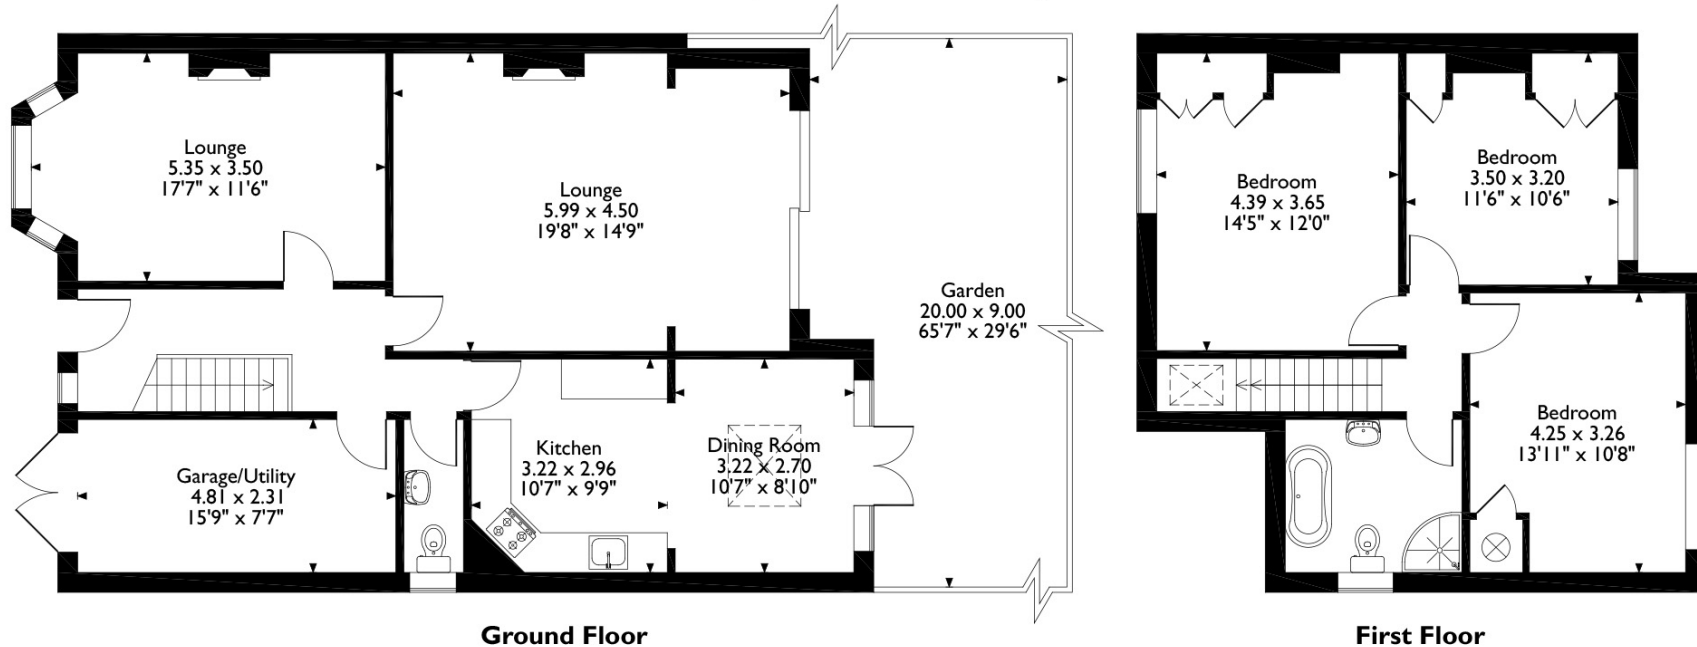 Lounge
5.35 x 3.50
17'7" x 11'6"
Lounge
5.99 x 4.50
19'8" x 14'9"
Garden
20.00 x 9.00
65'7" x 29'6"
Garage/Utility
4.81 x 2.31
15'9" x 7'7"
Kitchen
3.22 x 2.96
10'7" x 9'9"
Dining Room
3.22 x 2.70
10'7" x 8'10"
Ground Floor
Bedroom
4.39 x 3.65
14'5" x 12'0"
Bedroom
3.50 x 3.20
11'6" x 10'6"
Bedroom
4.25 x 3.26
13'11" x 10'8"
First Floor